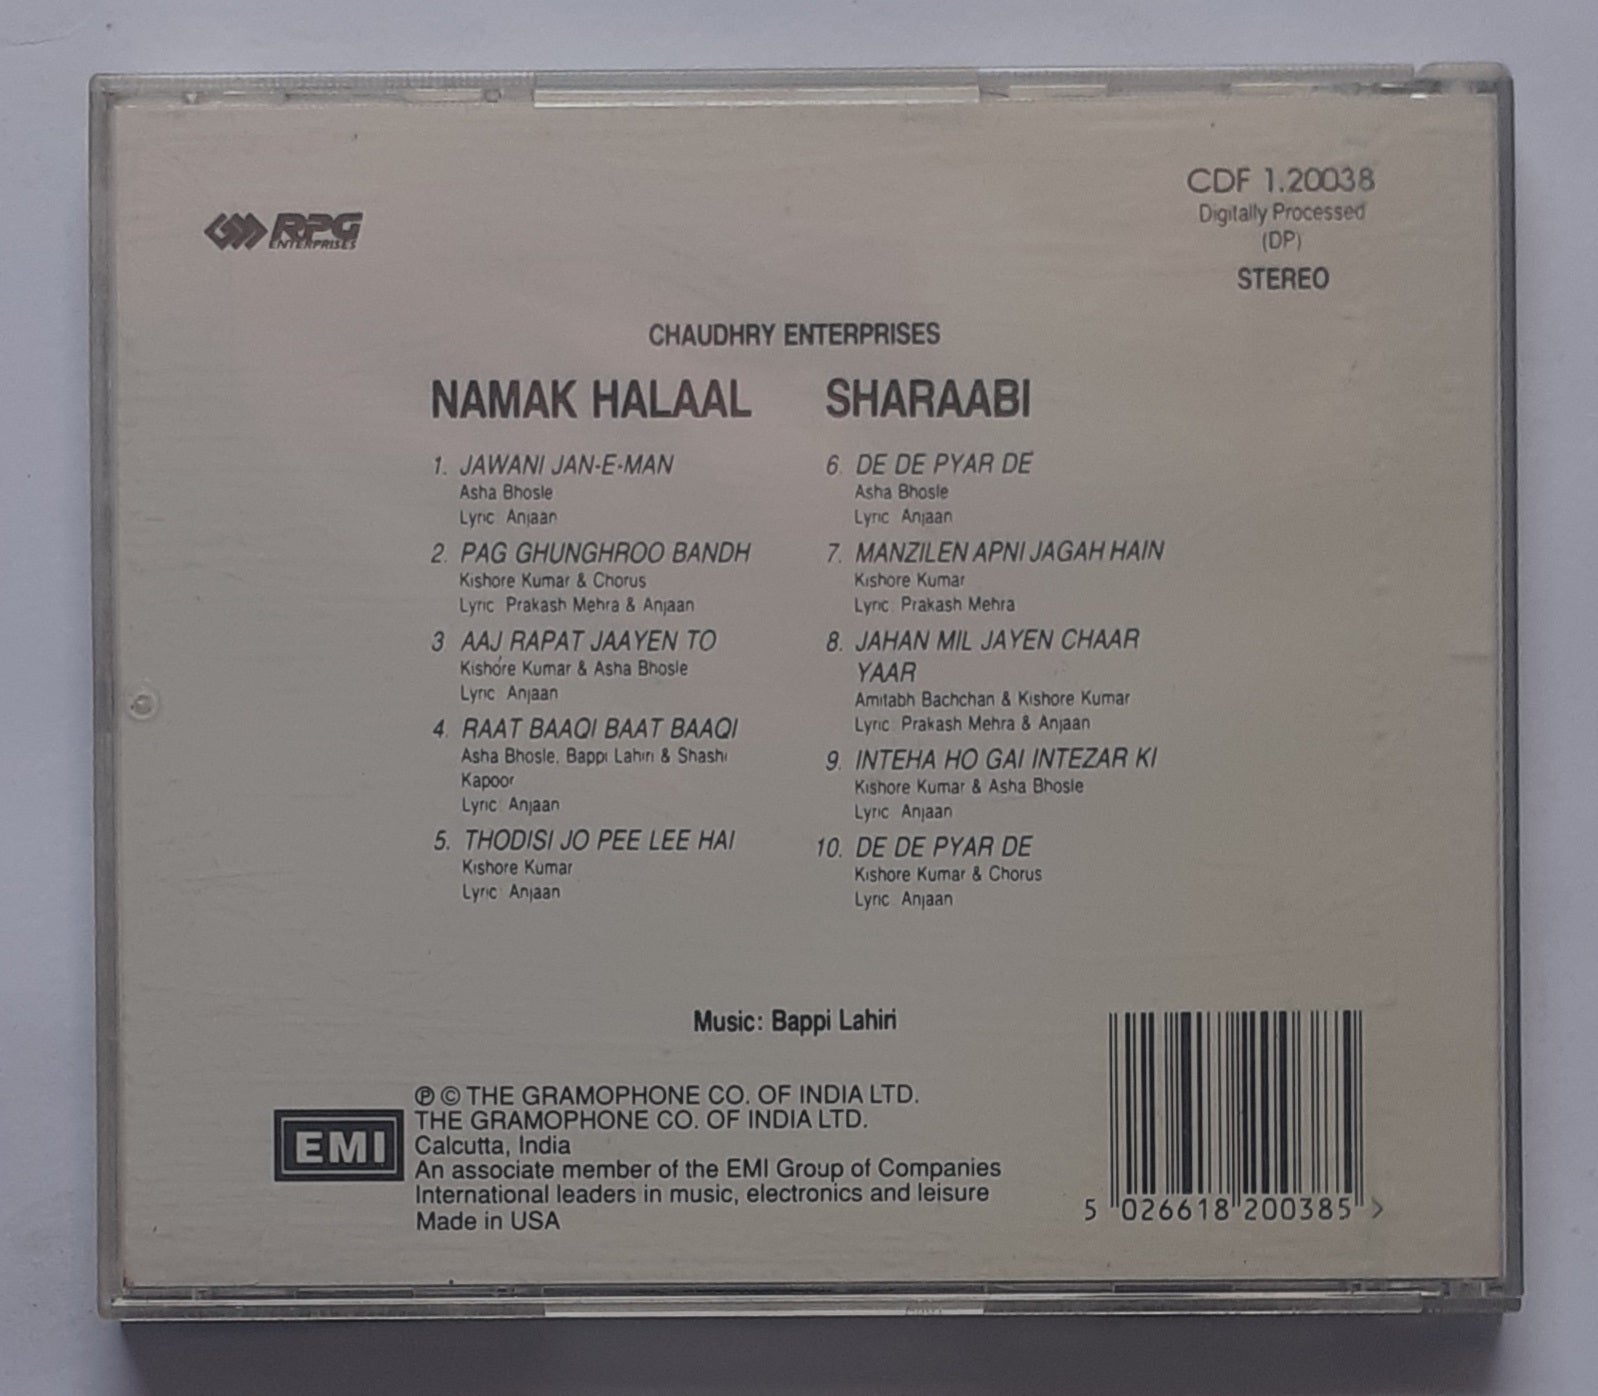 RPG
ENTERPRISES
CDF 1.20038
Digitally Processed
(DP)
STEREO
CHAUDHRY ENTERPRISES
NAMAK HALAAL
1. JAWANI JAN-E-MAN
Asha Bhosle
Lyric: Anjaan
2. PAG GHUNGHROO BANDH
Kishore Kumar & Chorus
Lyric: Prakash Mehra & Anjaan
3. AAJ RAPAT JAAYEN TO
Kishore Kumar & Asha Bhosle
Lyric: Anjaan
4. RAAT BAAQI BAAT BAAQI
Asha Bhosle, Bappi Lahiri & Shashi
Kapoor
Lyric: Anjaan
5. THODISI JO PEE LEE HAI
Kishore Kumar
Lyric: Anjaan
SHARAABI
6. DE DE PYAR DE
Asha Bhosle
Lyric: Anjaan
7. MANZILEN APNI JAGAH HAIN
Kishore Kumar
Lyric: Prakash Mehra
8. JAHAN MIL JAYEN CHAAR
YAAR
Amitabh Bachchan & Kishore Kumar
Lyric: Prakash Mehra & Anjaan
9. INTEHA HO GAI INTEZAR KI
Kishore Kumar & Asha Bhosle
Lyric: Anjaan
10. DE DE PYAR DE
Kishore Kumar & Chorus
Lyric: Anjaan
Music: Bappi Lahiri
EMI
℗ © THE GRAMOPHONE CO. OF INDIA LTD.
THE GRAMOPHONE CO. OF INDIA LTD.
Calcutta, India
An associate member of the EMI Group of Companies
International leaders in music, electronics and leisure
Made in USA
5 026618 200385 >